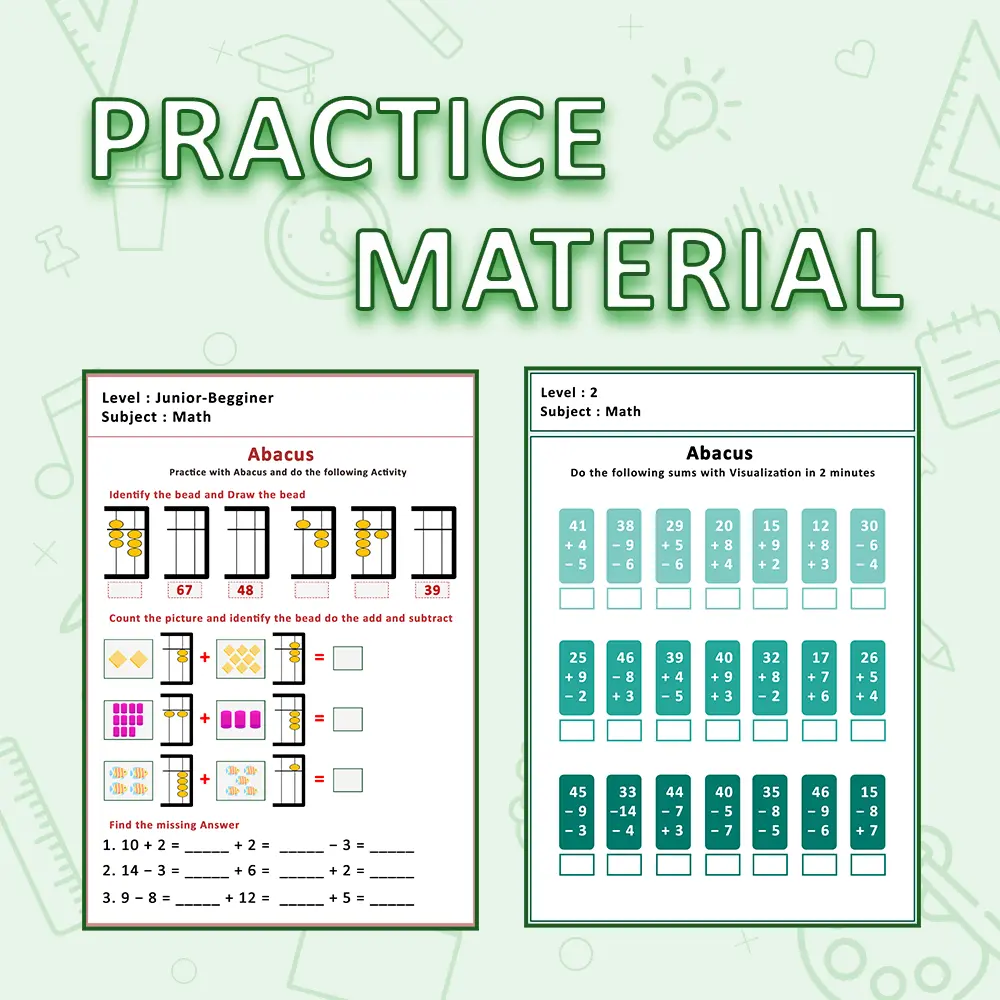 PRACTICE
MATERIAL
Level : Junior-Begginer
Subject : Math
Abacus
Practice with Abacus and do the following Activity
Identify the bead and Draw the bead
67 48 39
Count the picture and identify the bead do the add and subtract
+ =
+ =
+ =
Find the missing Answer
1. 10 + 2 = _____ + 2 = _____ − 3 = _____
2. 14 − 3 = _____ + 6 = _____ + 2 = _____
3. 9 − 8 = _____ + 12 = _____ + 5 = _____
Level : 2
Subject : Math
Abacus
Do the following sums with Visualization in 2 minutes
41 38 29 20 15 12 30
+ 4 − 9 + 5 + 8 + 9 + 8 − 6
− 5 − 6 − 6 + 4 + 2 + 3 − 4
25 46 39 40 32 17 26
+ 9 − 8 + 4 + 9 + 8 + 7 + 5
− 2 + 3 − 5 + 3 − 2 + 6 + 4
45 33 44 40 35 46 15
− 9 −14 − 7 − 5 − 8 − 9 − 8
− 3 − 4 + 3 − 7 − 5 − 6 + 7